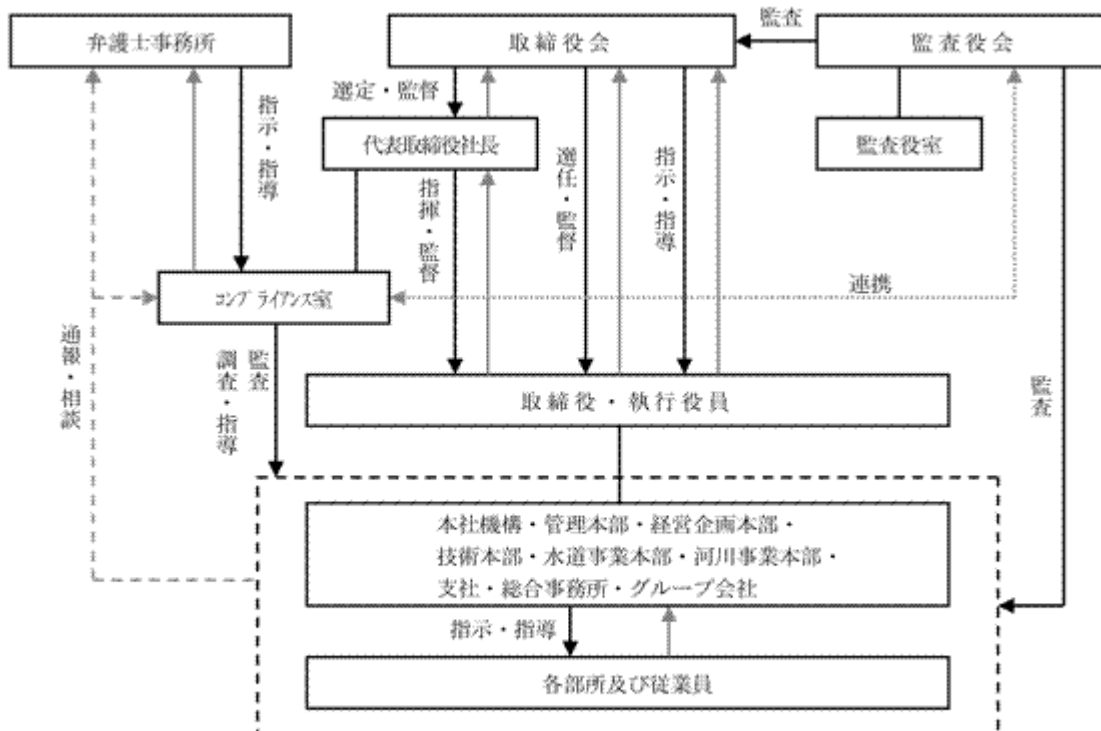 弁護士事務所
取締役会
監査
監査役会
選定・監督
代表取締役社長
監査役室
指示・指導
指揮・監督
選任・監督
指示・指導
コンプライアンス室
連携
通報・相談
監査
調査・指導
取締役・執行役員
監査
本社機構・管理本部・経営企画本部・
技術本部・水道事業本部・河川事業本部・
支社・総合事務所・グループ会社
指示・指導
各部所及び従業員